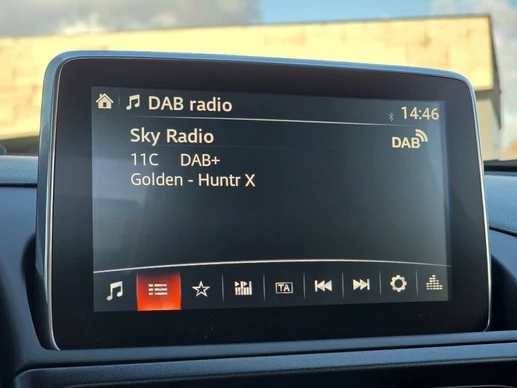 DAB radio
14:46
Sky Radio
DAB
11C DAB+
Golden - Huntr X
TA